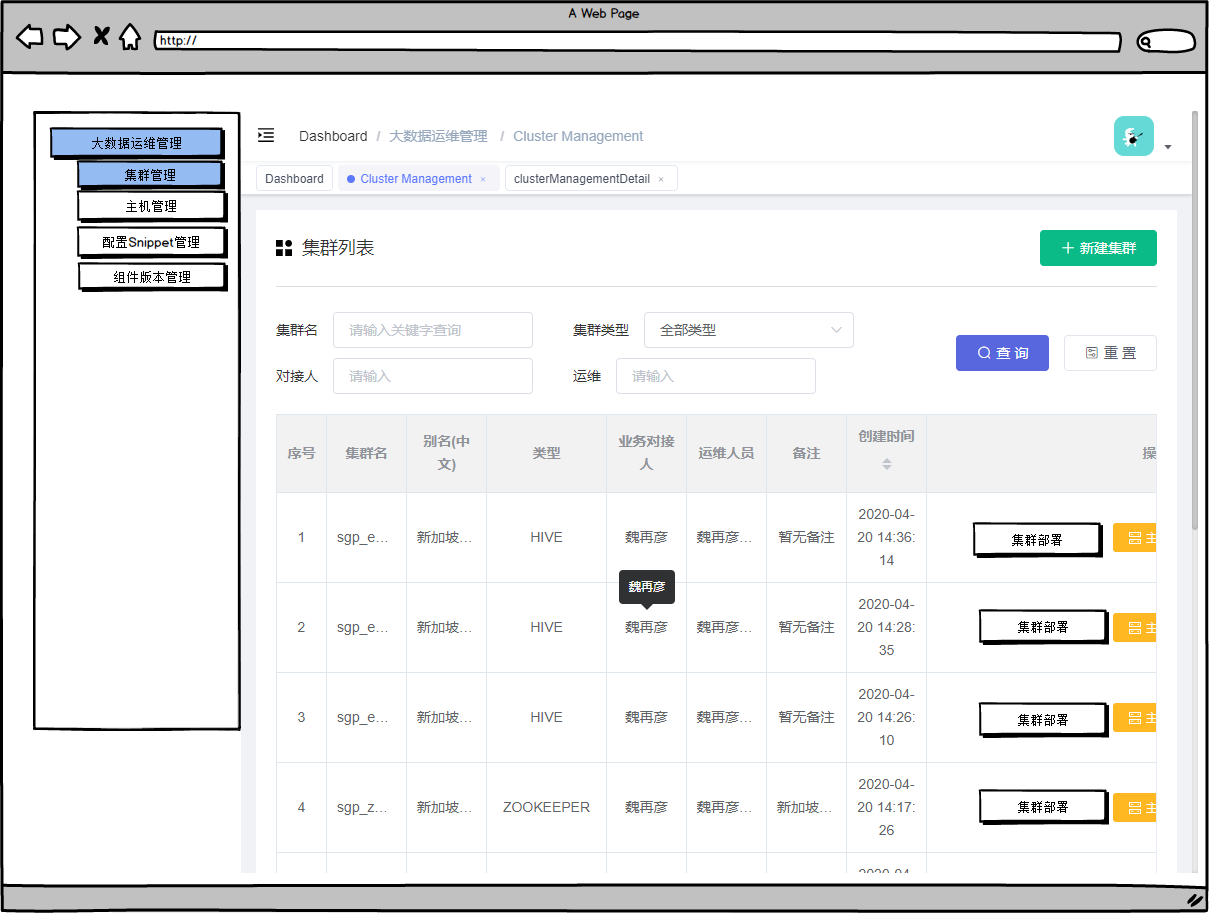 A Web Page
http://
大数据运维管理
集群管理
主机管理
配置Snippet管理
组件版本管理
Dashboard / 大数据运维管理 / Cluster Management
Dashboard Cluster Management × clusterManagementDetail ×
集群列表
+ 新建集群
集群名 请输入关键字查询 集群类型 全部类型
查询 重置
对接人 请输入 运维 请输入
序号 集群名 别名(中文) 类型 业务对接人 运维人员 备注 创建时间 操
1 sgp_e... 新加坡... HIVE 魏再彦 魏再彦... 暂无备注 2020-04-20 14:36:14 集群部署 主
魏再彦
2 sgp_e... 新加坡... HIVE 魏再彦 魏再彦... 暂无备注 2020-04-20 14:28:35 集群部署 主
3 sgp_e... 新加坡... HIVE 魏再彦 魏再彦... 暂无备注 2020-04-20 14:26:10 集群部署 主
4 sgp_z... 新加坡... ZOOKEEPER 魏再彦 魏再彦... 新加坡... 2020-04-20 14:17:26 集群部署 主
2020-04-